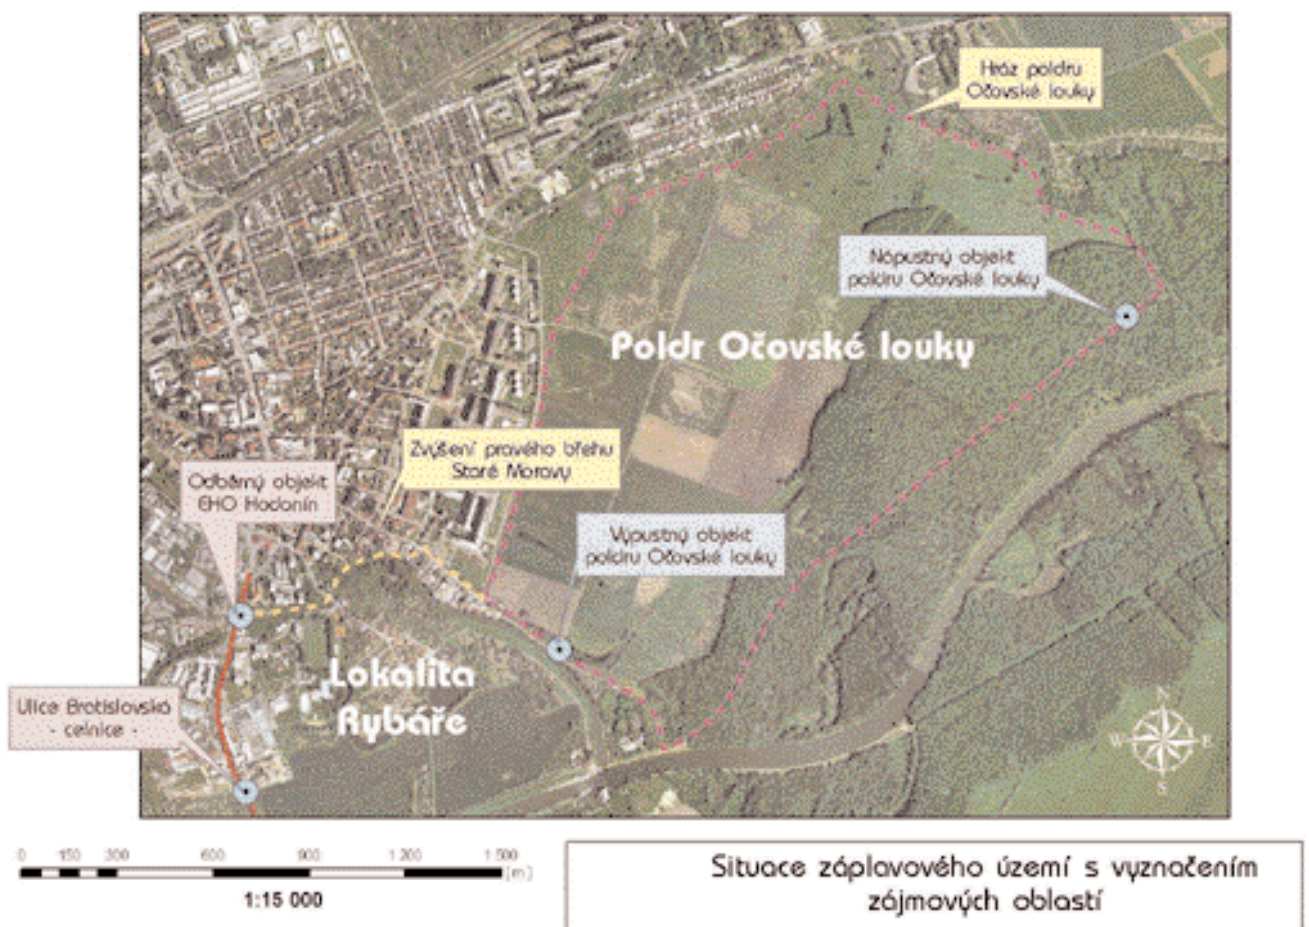 Hráz poldru
Očovské louky
Nápustný objekt
poldru Očovské louky
Poldr Očovské louky
Zvýšení pravého břehu
Staré Moravy
Odběrný objekt
EHO Hodonín
Výpustný objekt
poldru Očovské louky
Lokalita
Rybáře
Ulice Bratislavská
- celnice -
N
W E
S
0 150 300 600 900 1 200 1 500
[m]
1:15 000
Situace záplavového území s vyznačením
zájmových oblastí